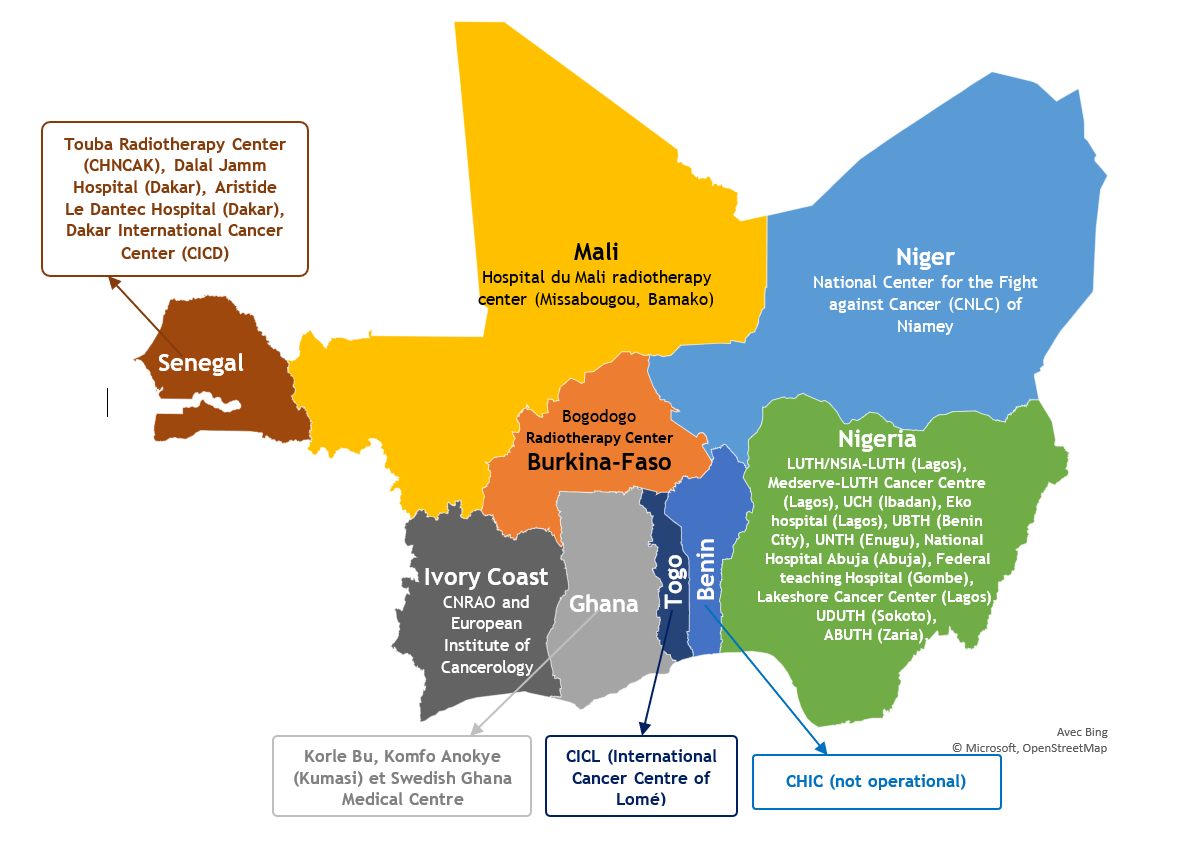 Touba Radiotherapy Center
(CHNCAK), Dalal Jamm
Hospital (Dakar), Aristide
Le Dantec Hospital (Dakar),
Dakar International Cancer
Center (CICD)
Senegal
Mali
Hospital du Mali radiotherapy
center (Missabougou, Bamako)
Niger
National Center for the Fight
against Cancer (CNLC) of
Niamey
Bogodogo
Radiotherapy Center
Burkina-Faso
Nigeria
LUTH/NSIA-LUTH (Lagos),
Medserve-LUTH Cancer Centre
(Lagos), UCH (Ibadan), Eko
hospital (Lagos), UBTH (Benin
City), UNTH (Enugu), National
Hospital Abuja (Abuja), Federal
teaching Hospital (Gombe),
Lakeshore Cancer Center (Lagos)
UDUTH (Sokoto),
ABUTH (Zaria),
Ivory Coast
CNRAO and
European
Institute of
Cancerology
Ghana
Togo
Benin
Korle Bu, Komfo Anokye
(Kumasi) et Swedish Ghana
Medical Centre
CICL (International
Cancer Centre of
Lomé)
CHIC (not operational)
Avec Bing
© Microsoft, OpenStreetMap